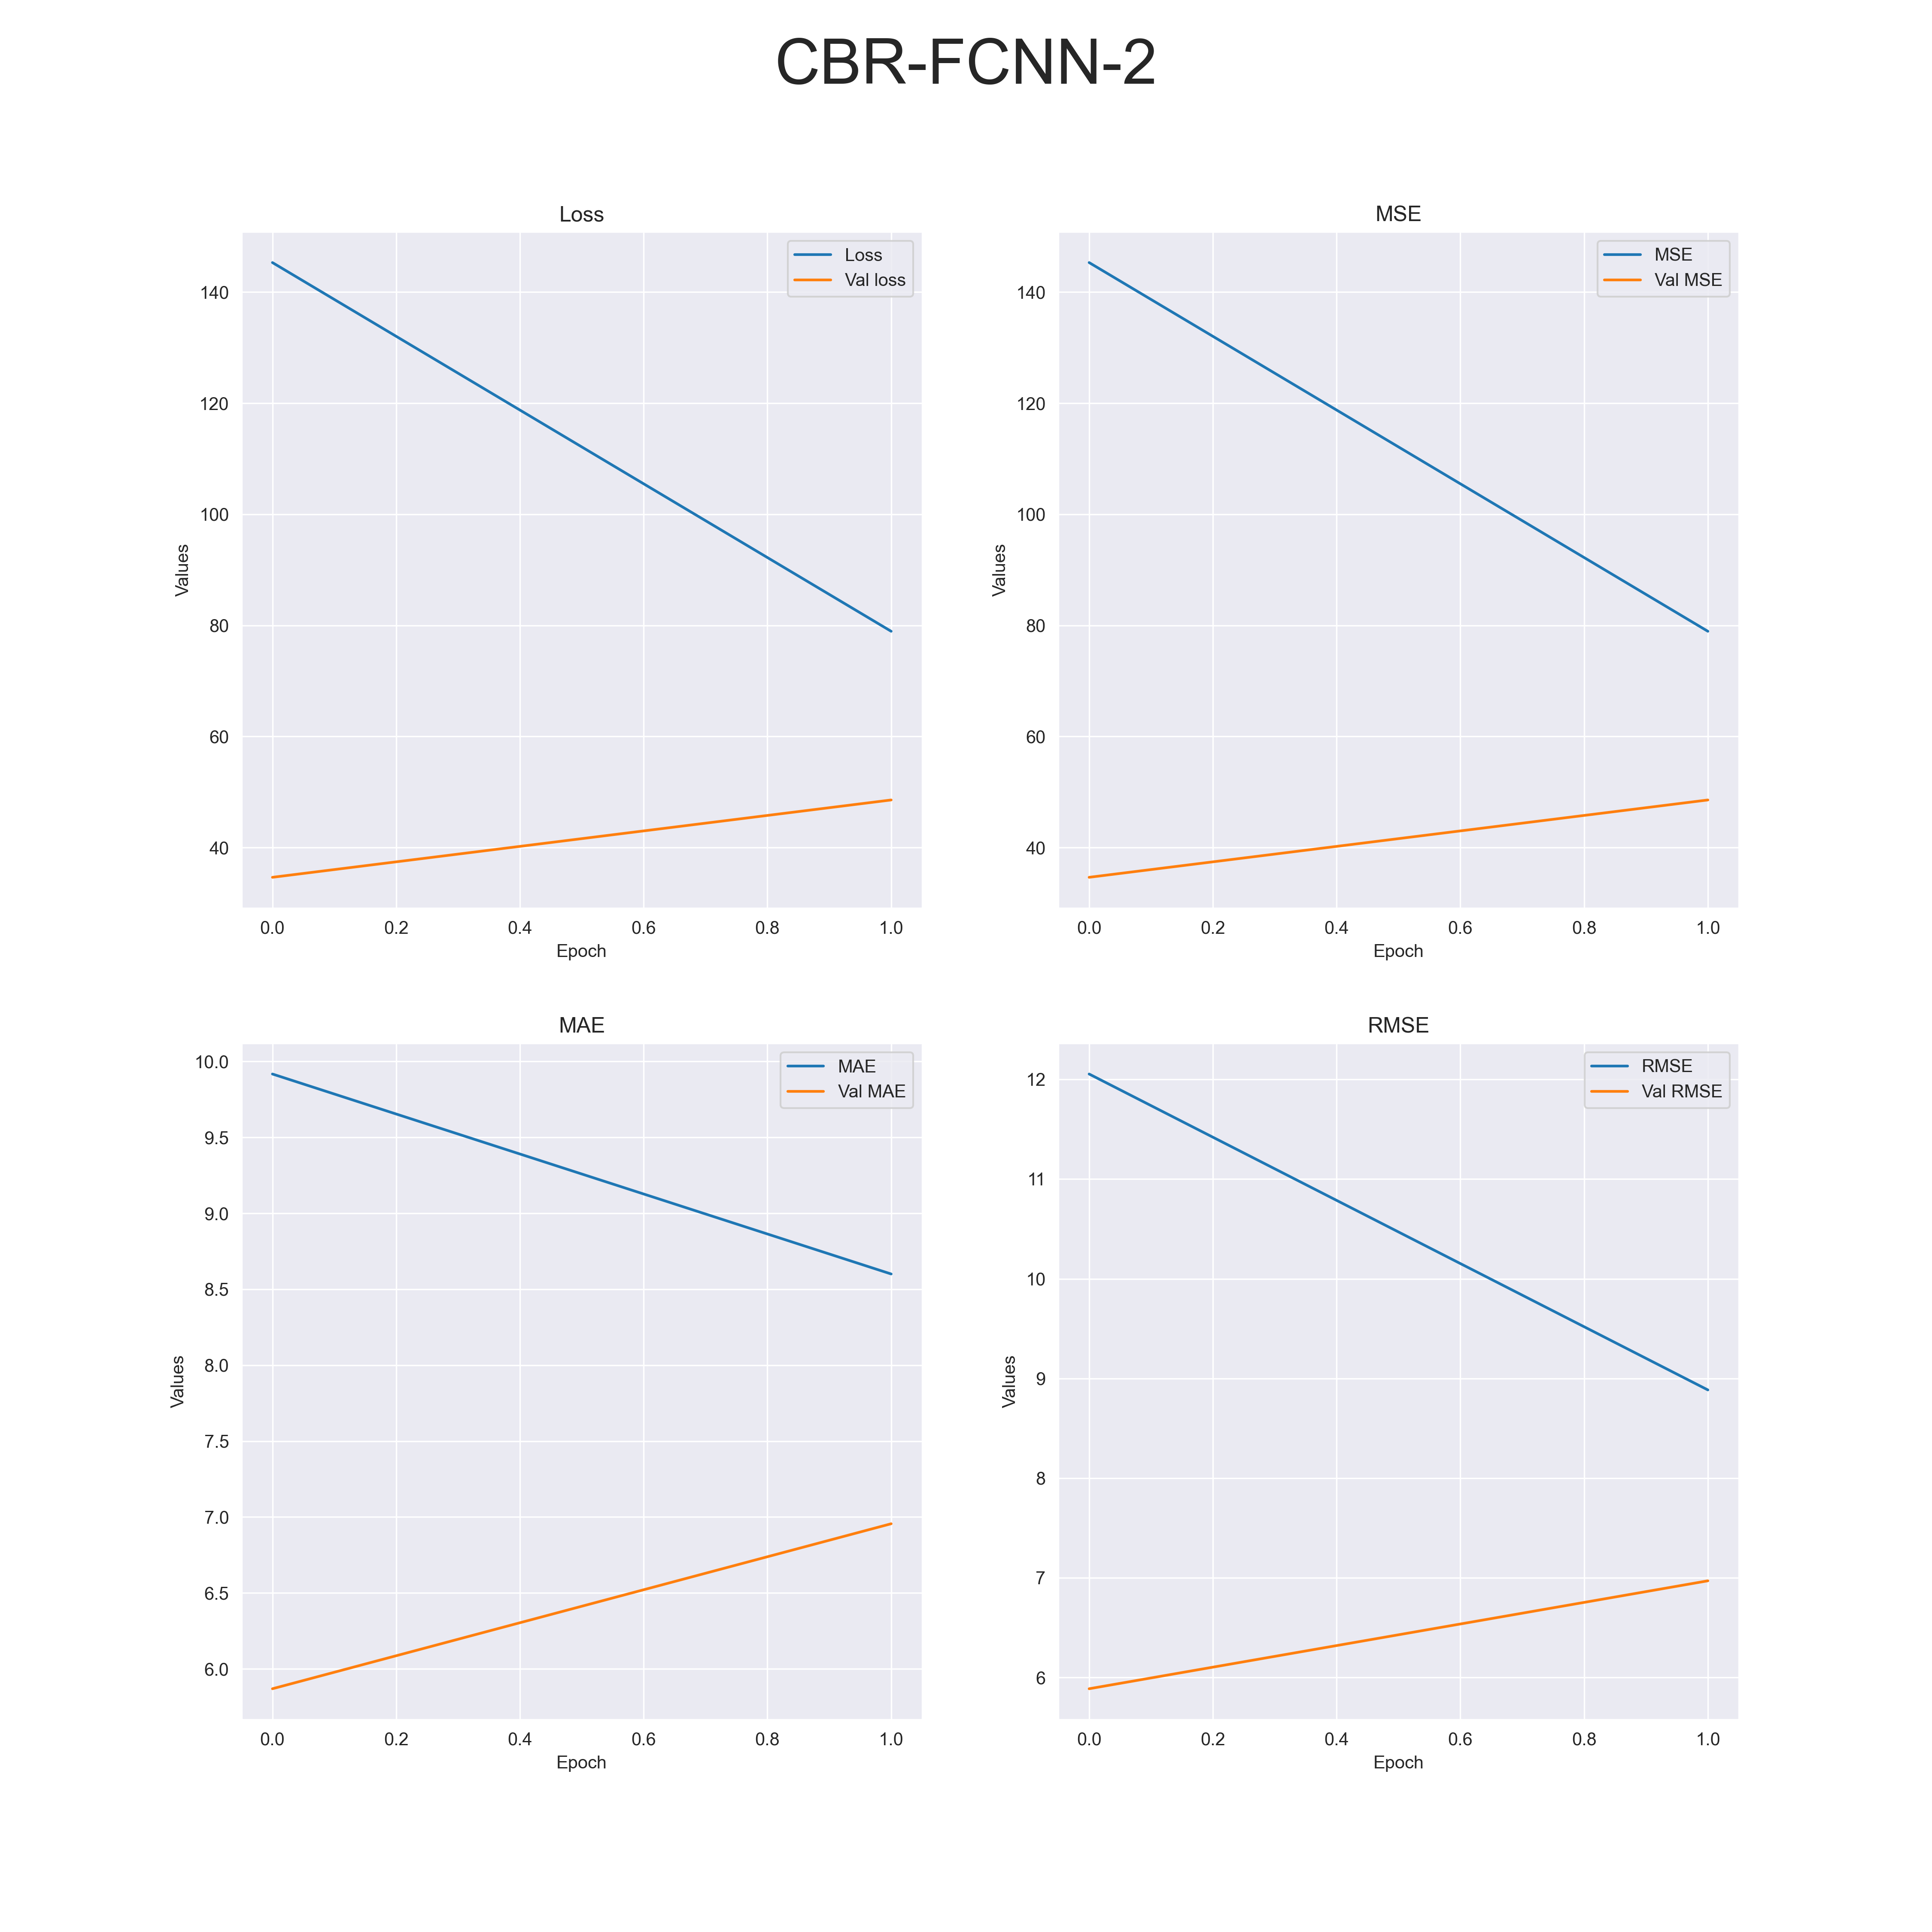 CBR-FCNN-2
Loss
Loss
Val loss
140
120
100
80
60
40
Values
0.0 0.2 0.4 0.6 0.8 1.0
Epoch
MSE
MSE
Val MSE
140
120
100
80
60
40
Values
0.0 0.2 0.4 0.6 0.8 1.0
Epoch
MAE
MAE
Val MAE
10.0
9.5
9.0
8.5
8.0
7.5
7.0
6.5
6.0
Values
0.0 0.2 0.4 0.6 0.8 1.0
Epoch
RMSE
RMSE
Val RMSE
12
11
10
9
8
7
6
Values
0.0 0.2 0.4 0.6 0.8 1.0
Epoch